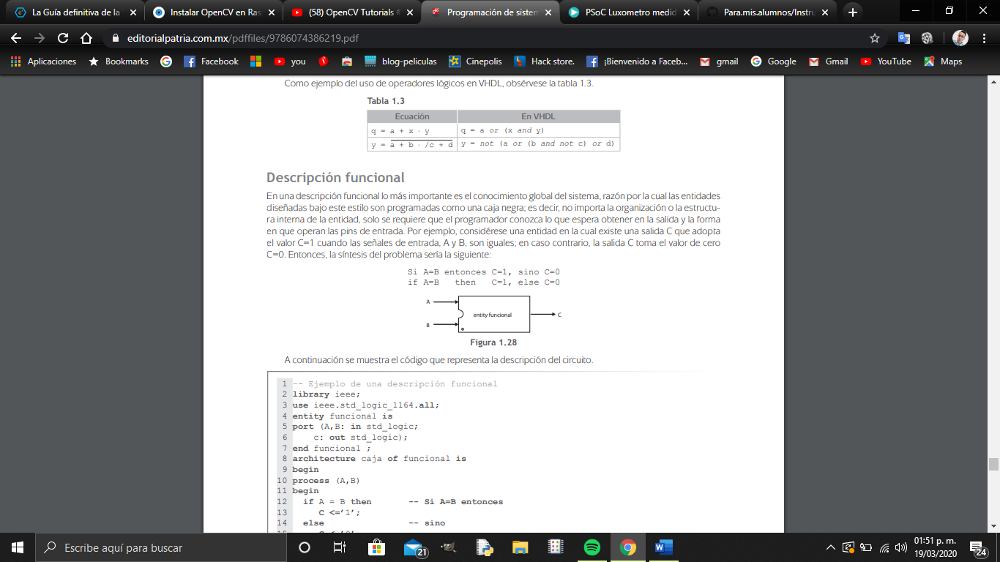 La Guía definitiva de la
Instalar OpenCV en Ras
(58) OpenCV Tutorials
Programación de sistem
PSoC Luxometro medid
Para.mis.alumnos/Instru
editorialpatria.com.mx/pdffiles/9786074386219.pdf
Aplicaciones
Bookmarks
Facebook
you
blog-peliculas
Cinepolis
Hack store.
¡Bienvenido a Faceb...
gmail
Google
Gmail
YouTube
Maps
Como ejemplo del uso de operadores lógicos en VHDL, obsérvese la tabla 1.3.
Tabla 1.3
Ecuación En VHDL
q = a + x · y q = a or (x and y)
y = a + b · /c + d y = not (a or (b and not c) or d)
Descripción funcional
En una descripción funcional lo más importante es el conocimiento global del sistema, razón por la cual las entidades
diseñadas bajo este estilo son programadas como una caja negra; es decir, no importa la organización o la estructu-
ra interna de la entidad, solo se requiere que el programador conozca lo que espera obtener en la salida y la forma
en que operan las pins de entrada. Por ejemplo, considérese una entidad en la cual existe una salida C que adopta
el valor C=1 cuando las señales de entrada, A y B, son iguales; en caso contrario, la salida C toma el valor de cero
C=0. Entonces, la síntesis del problema sería la siguiente:
Si A=B entonces C=1, sino C=0
if A=B then C=1, else C=0
A
entity funcional
C
B
Figura 1.28
A continuación se muestra el código que representa la descripción del circuito.
1 -- Ejemplo de una descripción funcional
2 library ieee;
3 use ieee.std_logic_1164.all;
4 entity funcional is
5 port (A,B: in std_logic;
6 c: out std_logic);
7 end funcional ;
8 architecture caja of funcional is
9 begin
10 process (A,B)
11 begin
12 if A = B then -- Si A=B entonces
13 C <=’1’;
14 else -- sino
Escribe aquí para buscar
21
01:51 p. m.
19/03/2020
24